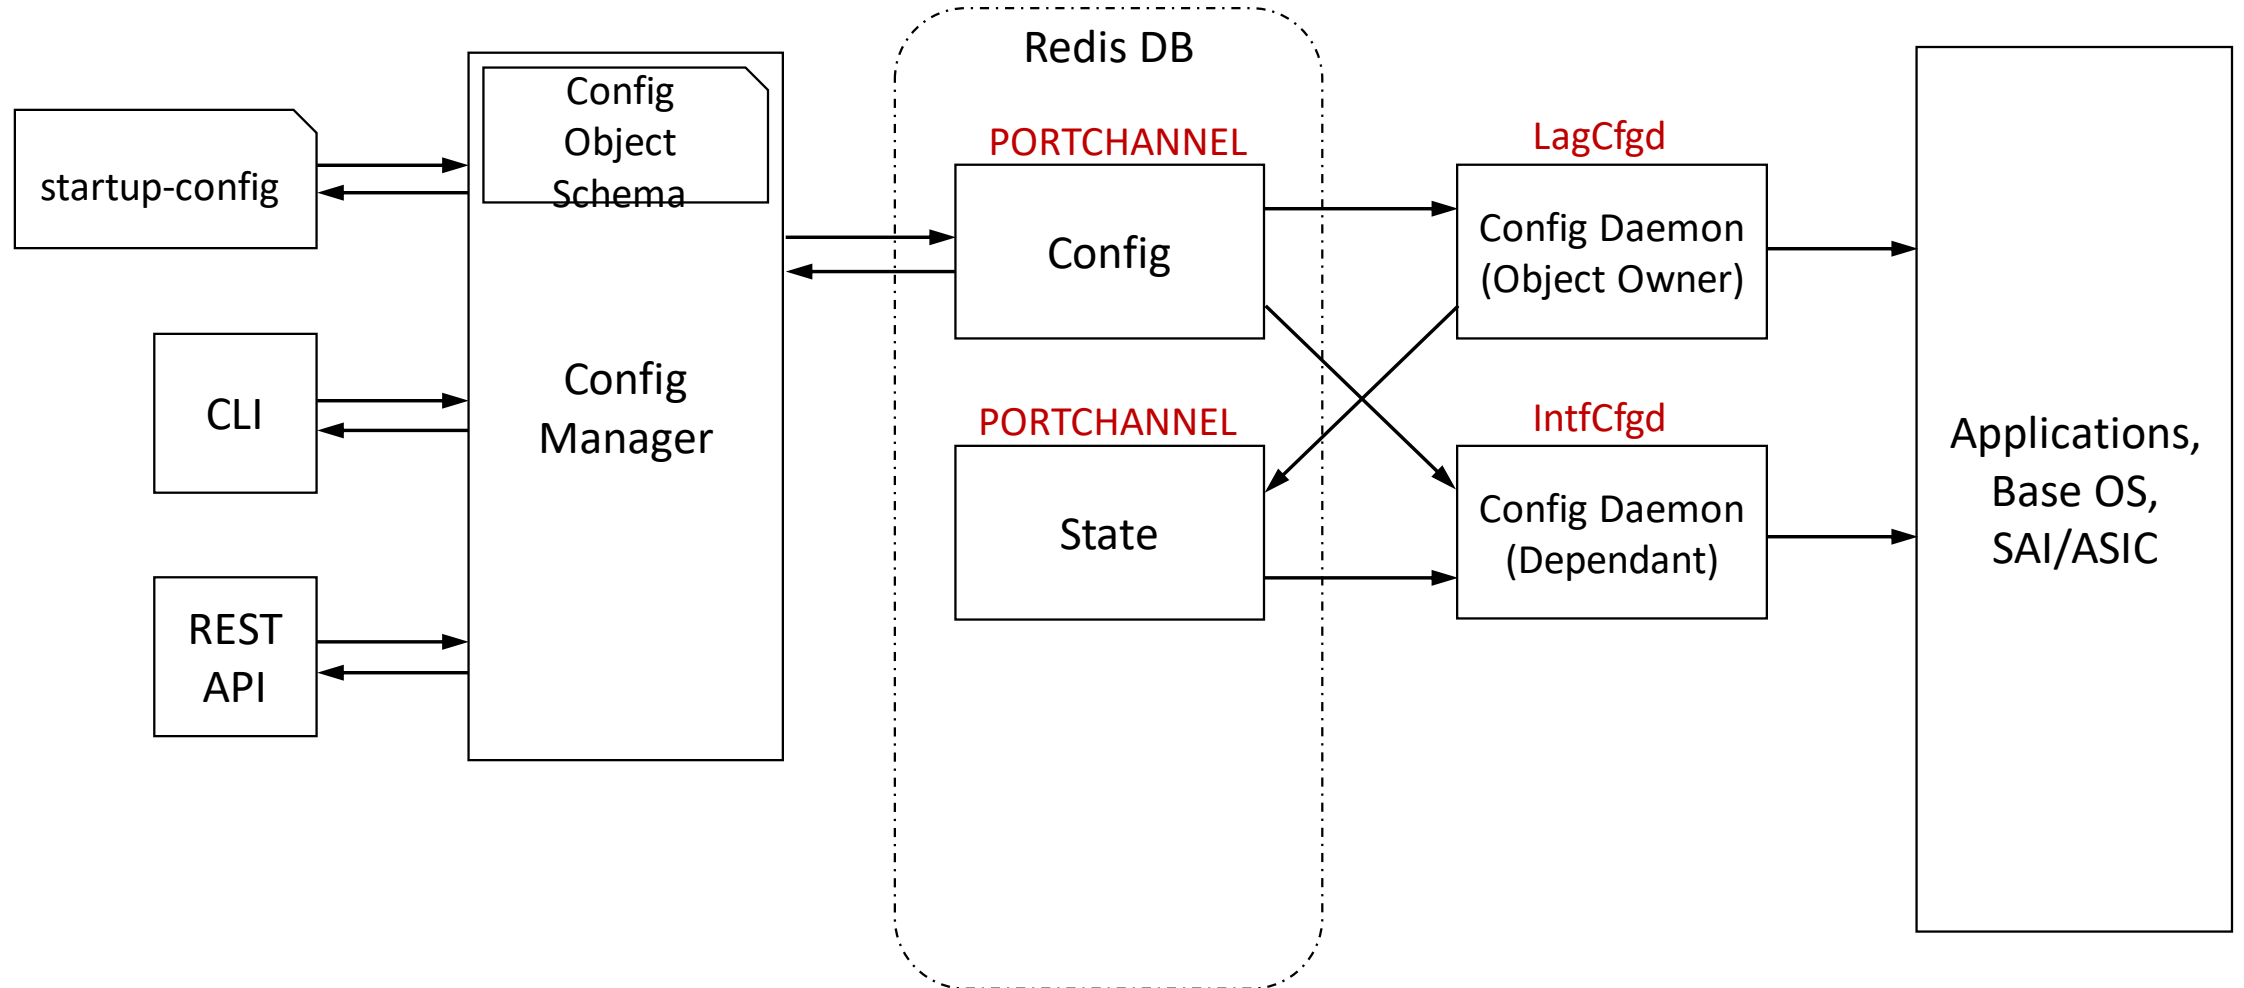 startup-config
CLI
REST
API
Config
Object
Schema
Config
Manager
Redis DB
PORTCHANNEL
Config
PORTCHANNEL
State
LagCfgd
Config Daemon
(Object Owner)
IntfCfgd
Config Daemon
(Dependant)
Applications,
Base OS,
SAI/ASIC